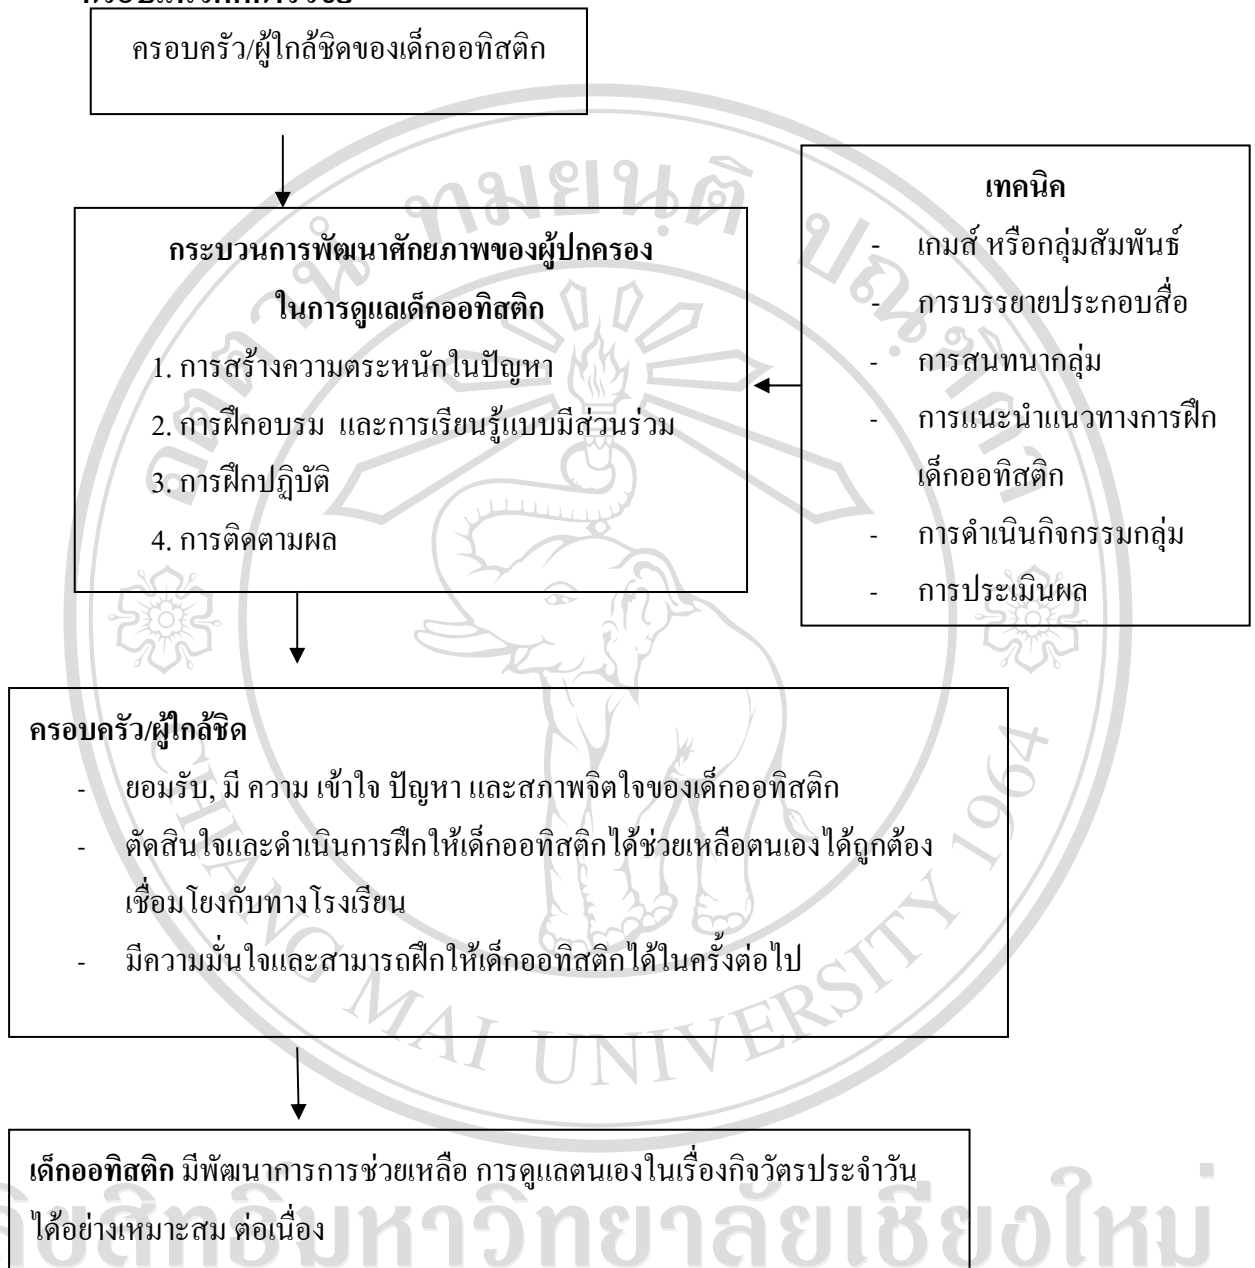 ครอบครัว/ผู้ใกล้ชิดของเด็กออทิสติก
กระบวนการพัฒนาศักยภาพของผู้ปกครอง
ในการดูแลเด็กออทิสติก
1. การสร้างความตระหนักในปัญหา
2. การฝึกอบรม และการเรียนรู้แบบมีส่วนร่วม
3. การฝึกปฏิบัติ
4. การติดตามผล
เทคนิค
- เกมส์ หรือกลุ่มสัมพันธ์
- การบรรยายประกอบสื่อ
- การสนทนากลุ่ม
- การแนะนำแนวทางการฝึก
เด็กออทิสติก
- การดำเนินกิจกรรมกลุ่ม
- การประเมินผล
ครอบครัว/ผู้ใกล้ชิด
- ยอมรับ, มี ความ เข้าใจ ปัญหา และสภาพจิตใจของเด็กออทิสติก
- ตัดสินใจและดำเนินการฝึกให้เด็กออทิสติกได้ช่วยเหลือตนเองได้ถูกต้อง
เชื่อมโยงกับทางโรงเรียน
- มีความมั่นใจและสามารถฝึกให้เด็กออทิสติกได้ในครั้งต่อไป
เด็กออทิสติก มีพัฒนาการการช่วยเหลือ การดูแลตนเองในเรื่องกิจวัตรประจำวัน
ได้อย่างเหมาะสม ต่อเนื่อง
CHIANG MAI UNIVERSITY 1964
มหาวิทยาลัยเชียงใหม่